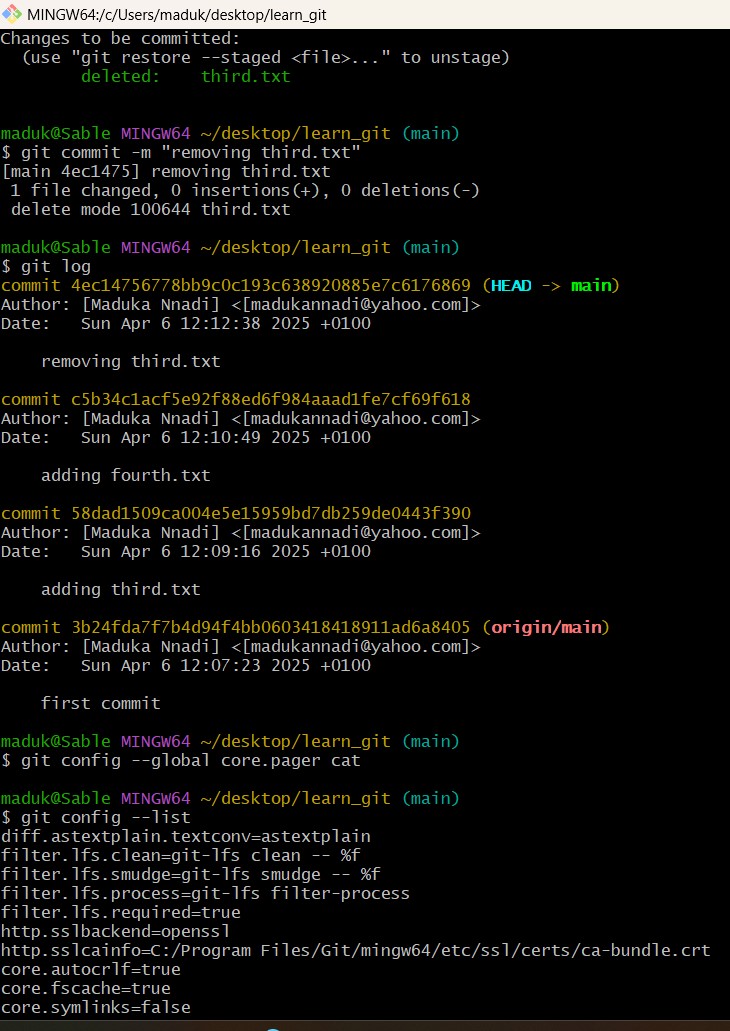 MINGW64:/c/Users/maduk/desktop/learn_git
Changes to be committed:
  (use "git restore --staged <file>..." to unstage)
        deleted:    third.txt
maduk@Sable MINGW64 ~/desktop/learn_git (main)
$ git commit -m "removing third.txt"
[main 4ec1475] removing third.txt
 1 file changed, 0 insertions(+), 0 deletions(-)
 delete mode 100644 third.txt
maduk@Sable MINGW64 ~/desktop/learn_git (main)
$ git log
commit 4ec14756778bb9c0c193c638920885e7c6176869 (HEAD -> main)
Author: [Maduka Nnadi] <[madukannadi@yahoo.com]>
Date:   Sun Apr 6 12:12:38 2025 +0100
    removing third.txt
commit c5b34c1acf5e92f88ed6f984aaad1fe7cf69f618
Author: [Maduka Nnadi] <[madukannadi@yahoo.com]>
Date:   Sun Apr 6 12:10:49 2025 +0100
    adding fourth.txt
commit 58dad1509ca004e5e15959bd7db259de0443f390
Author: [Maduka Nnadi] <[madukannadi@yahoo.com]>
Date:   Sun Apr 6 12:09:16 2025 +0100
    adding third.txt
commit 3b24fda7f7b4d94f4bb0603418418911ad6a8405 (origin/main)
Author: [Maduka Nnadi] <[madukannadi@yahoo.com]>
Date:   Sun Apr 6 12:07:23 2025 +0100
    first commit
maduk@Sable MINGW64 ~/desktop/learn_git (main)
$ git config --global core.pager cat
maduk@Sable MINGW64 ~/desktop/learn_git (main)
$ git config --list
diff.astextplain.textconv=astextplain
filter.lfs.clean=git-lfs clean -- %f
filter.lfs.smudge=git-lfs smudge -- %f
filter.lfs.process=git-lfs filter-process
filter.lfs.required=true
http.sslbackend=openssl
http.sslcainfo=C:/Program Files/Git/mingw64/etc/ssl/certs/ca-bundle.crt
core.autocrlf=true
core.fscache=true
core.symlinks=false